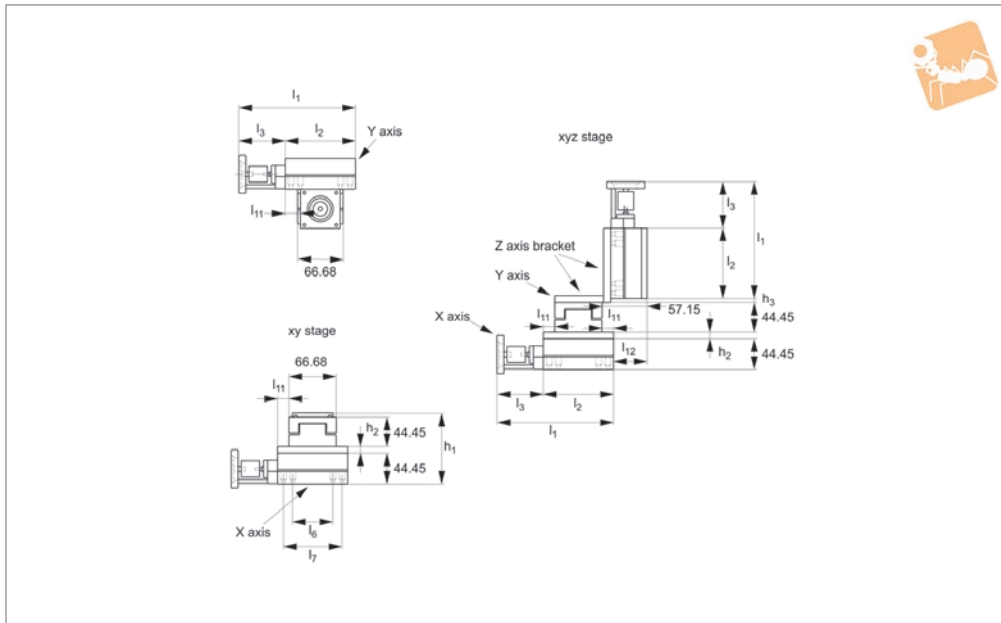 l1
l3
l2
Y axis
l11
66.68
xyz stage
l3
l1
l2
Z axis bracket
Y axis
h3
57.15
l11
l11
44.45
X axis
l12
h2
44.45
l3
l2
l1
xy stage
66.68
l11
h2
44.45
h1
44.45
X axis
l6
l7